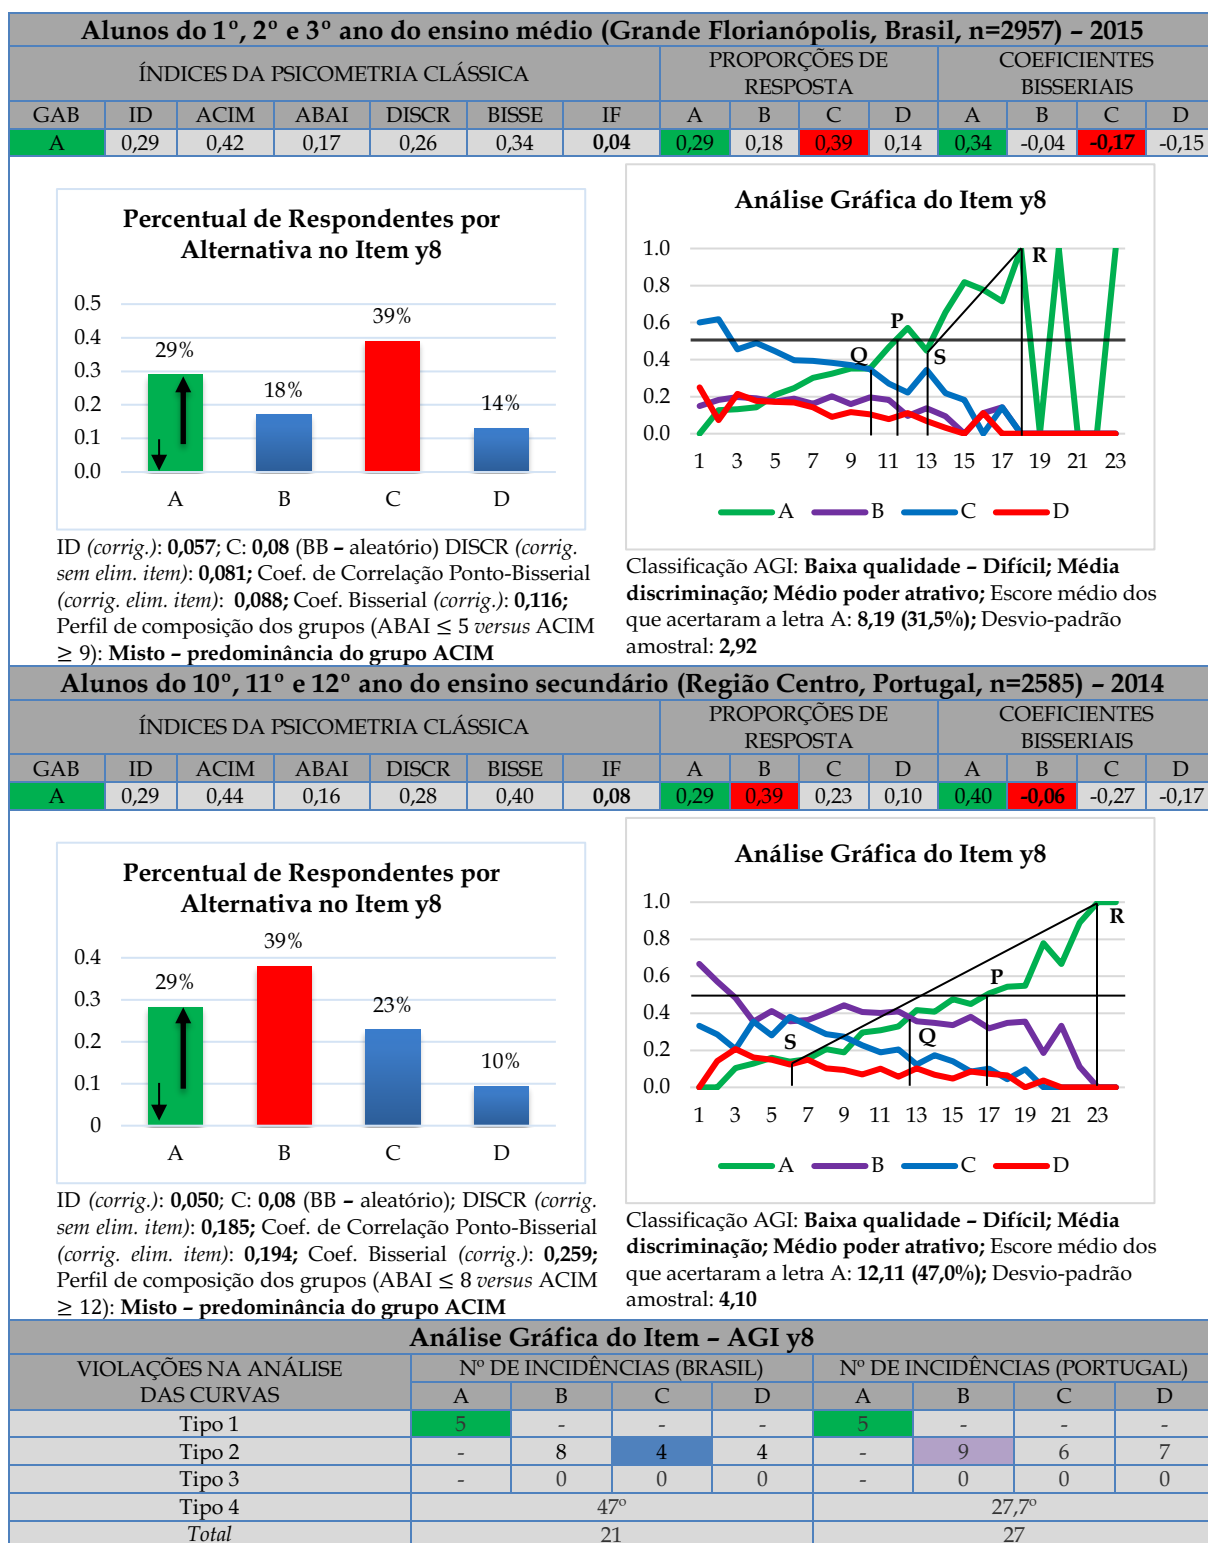 Alunos do 1º, 2º e 3º ano do ensino médio (Grande Florianópolis, Brasil, n=2957) – 2015
ÍNDICES DA PSICOMETRIA CLÁSSICA PROPORÇÕES DE RESPOSTA COEFICIENTES BISSERIAIS
GAB ID ACIM ABAI DISCR BISSE IF A B C D A B C D
A 0,29 0,42 0,17 0,26 0,34 0,04 0,29 0,18 0,39 0,14 0,34 -0,04 -0,17 -0,15
Percentual de Respondentes por
Alternativa no Item y8
0.5
0.4
0.3
0.2
0.1
0.0
29% 18% 39% 14%
A B C D
ID (corrig.): 0,057; C: 0,08 (BB – aleatório) DISCR (corrig.
sem elim. item): 0,081; Coef. de Correlação Ponto-Bisserial
(corrig. elim. item): 0,088; Coef. Bisserial (corrig.): 0,116;
Perfil de composição dos grupos (ABAI ≤ 5 versus ACIM
≥ 9): Misto – predominância do grupo ACIM
Análise Gráfica do Item y8
1.0
0.8
0.6
0.4
0.2
0.0
Q P S R
1 3 5 7 9 11 13 15 17 19 21 23
A B C D
Classificação AGI: Baixa qualidade – Difícil; Média
discriminação; Médio poder atrativo; Escore médio dos
que acertaram a letra A: 8,19 (31,5%); Desvio-padrão
amostral: 2,92
Alunos do 10º, 11º e 12º ano do ensino secundário (Região Centro, Portugal, n=2585) – 2014
ÍNDICES DA PSICOMETRIA CLÁSSICA PROPORÇÕES DE RESPOSTA COEFICIENTES BISSERIAIS
GAB ID ACIM ABAI DISCR BISSE IF A B C D A B C D
A 0,29 0,44 0,16 0,28 0,40 0,08 0,29 0,39 0,23 0,10 0,40 -0,06 -0,27 -0,17
Percentual de Respondentes por
Alternativa no Item y8
0.4
0.3
0.2
0.1
0
29% 39% 23% 10%
A B C D
ID (corrig.): 0,050; C: 0,08 (BB – aleatório); DISCR (corrig.
sem elim. item): 0,185; Coef. de Correlação Ponto-Bisserial
(corrig. elim. item): 0,194; Coef. Bisserial (corrig.): 0,259;
Perfil de composição dos grupos (ABAI ≤ 8 versus ACIM
≥ 12): Misto – predominância do grupo ACIM
Análise Gráfica do Item y8
1.0
0.8
0.6
0.4
0.2
0.0
S Q P R
1 3 5 7 9 11 13 15 17 19 21 23
A B C D
Classificação AGI: Baixa qualidade – Difícil; Média
discriminação; Médio poder atrativo; Escore médio dos
que acertaram a letra A: 12,11 (47,0%); Desvio-padrão
amostral: 4,10
Análise Gráfica do Item – AGI y8
VIOLAÇÕES NA ANÁLISE DAS CURVAS Nº DE INCIDÊNCIAS (BRASIL) Nº DE INCIDÊNCIAS (PORTUGAL)
A B C D A B C D
Tipo 1 5 - - - 5 - - -
Tipo 2 - 8 4 4 - 9 6 7
Tipo 3 - 0 0 0 - 0 0 0
Tipo 4 47º 27,7º
Total 21 27